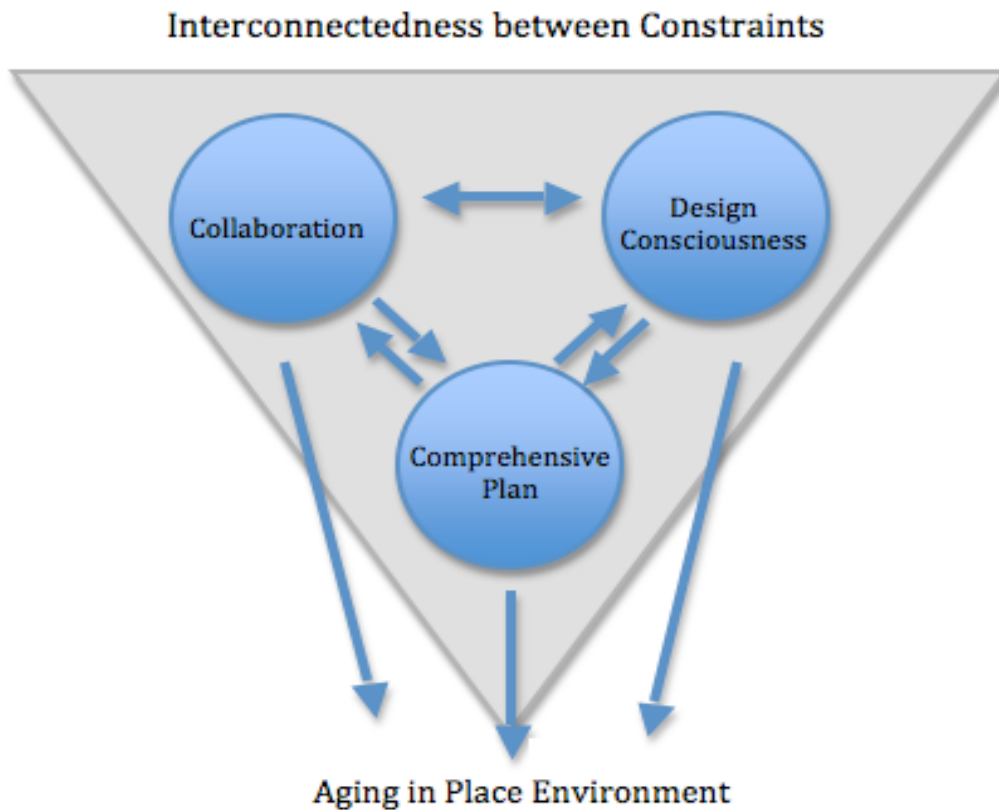 Interconnectedness between Constraints
Collaboration
Design
Consciousness
Comprehensive
Plan
Aging in Place Environment